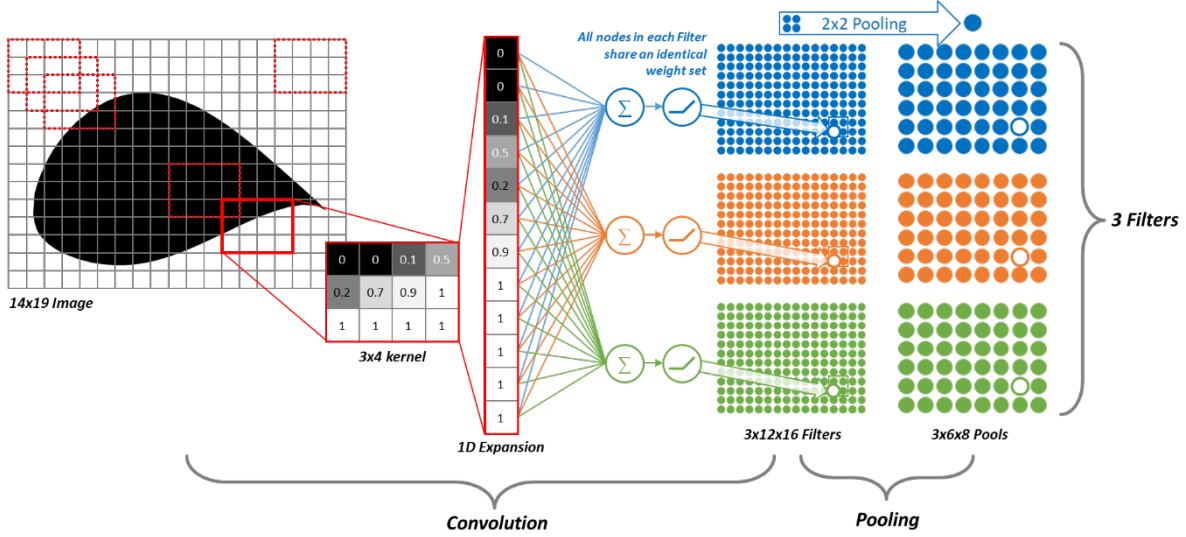 2x2 Pooling
All nodes in each Filter
share an identical
weight set
0
0
0.1
0.5
0.2
0.7
0.9
1
1
1
1
1
Σ
Σ
Σ
3 Filters
14x19 Image
0 0 0.1 0.5
0.2 0.7 0.9 1
1 1 1 1
3x4 kernel
1D Expansion
3x12x16 Filters
3x6x8 Pools
Convolution
Pooling